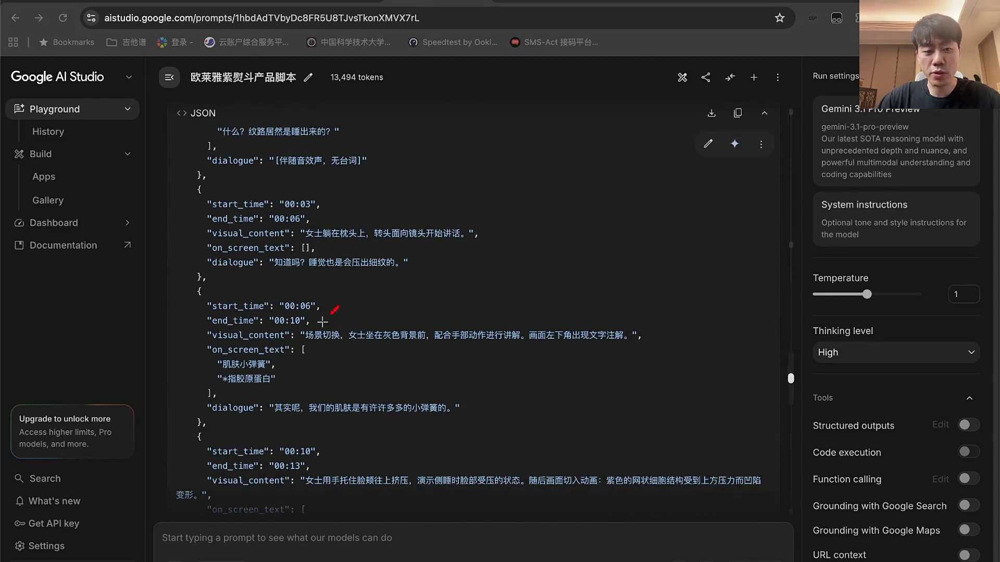 aistudio.google.com/prompts/1hbdAdTVbyDc8FR5U8TJvsTkonXMVX7rL
Bookmarks
吉他谱
登录 -
云账户综合服务平...
中国科学技术大学...
Speedtest by Ookl...
SMS-Act 接码平台...
Google AI Studio
欧莱雅紫熨斗产品脚本
13,494 tokens
Run settings
Playground
History
Build
Apps
Gallery
Dashboard
Documentation
Upgrade to unlock more
Access higher limits, Pro
models, and more.
Search
What's new
Get API key
Settings
<> JSON
"什么？纹路居然是睡出来的？"
],
"dialogue": "[伴随音效声，无台词]"
},
{
"start_time": "00:03",
"end_time": "00:06",
"visual_content": "女士躺在枕头上，转头面向镜头开始讲话。",
"on_screen_text": [],
"dialogue": "知道吗？睡觉也是会压出细纹的。"
},
{
"start_time": "00:06",
"end_time": "00:10",
"visual_content": "场景切换，女士坐在灰色背景前，配合手部动作进行讲解。画面左下角出现文字注解。",
"on_screen_text": [
"肌肤小弹簧",
"*指胶原蛋白"
],
"dialogue": "其实呢，我们的肌肤是有许许多多的小弹簧的。"
},
{
"start_time": "00:10",
"end_time": "00:13",
"visual_content": "女士用手托住脸颊往上挤压，演示侧睡时脸部受压的状态。随后画面切入动画：紫色的网状细胞结构受到上方压力而凹陷
变形。",
"on_screen_text": [
Start typing a prompt to see what our models can do
Gemini 3.1 Pro Preview
gemini-3.1-pro-preview
Our latest SOTA reasoning model with
unprecedented depth and nuance, and
powerful multimodal understanding and
coding capabilities
System instructions
Optional tone and style instructions for
the model
Temperature
1
Thinking level
High
Tools
Structured outputs
Edit
Code execution
Function calling
Edit
Grounding with Google Search
Grounding with Google Maps
URL context